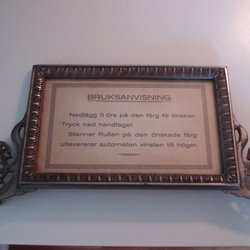 BRUKSANVISNING
Nedlägg 5 öre på den färg Ni önskar.
Tryck ned handtaget.
Stannar Rullen på den önskade färg
utlevererar automaten vinsten till höger.